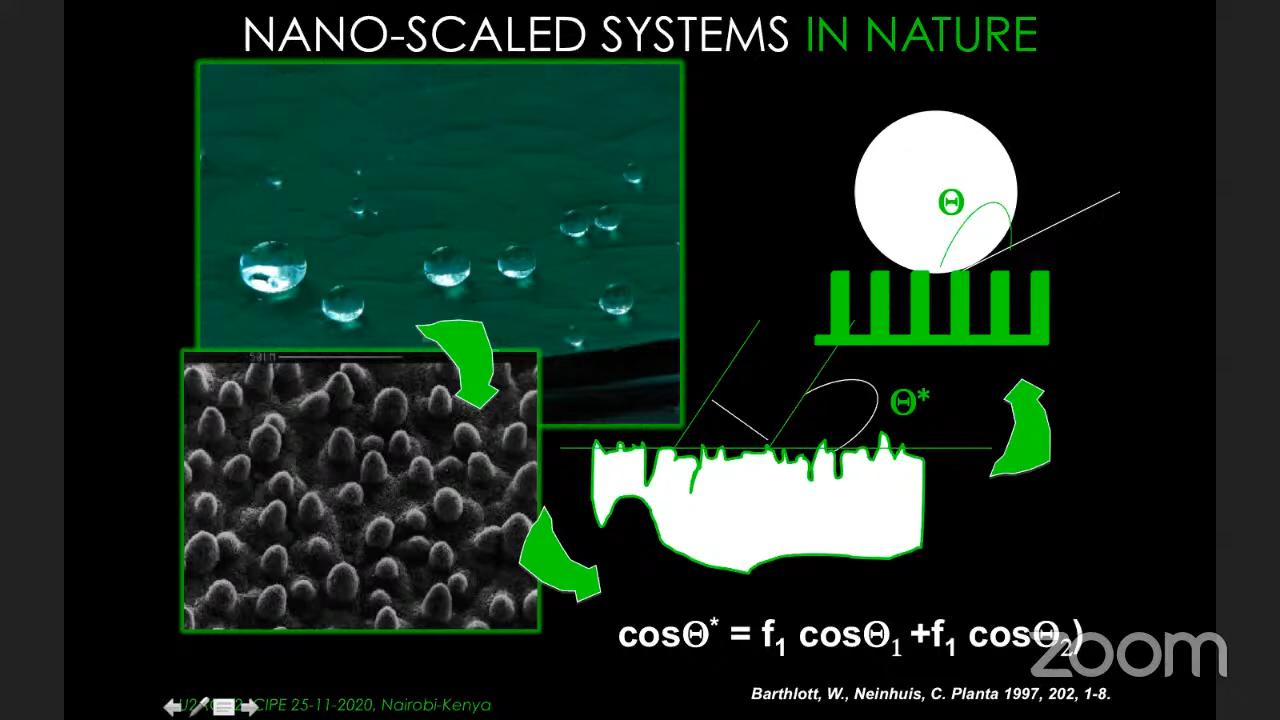 NANO-SCALED SYSTEMS IN NATURE
Θ
Θ*
cosΘ* = f1 cosΘ1 +f1 cosΘ2)
zoom
Barthlott, W., Neinhuis, C. Planta 1997, 202, 1-8.
25-11-2020, Nairobi-Kenya